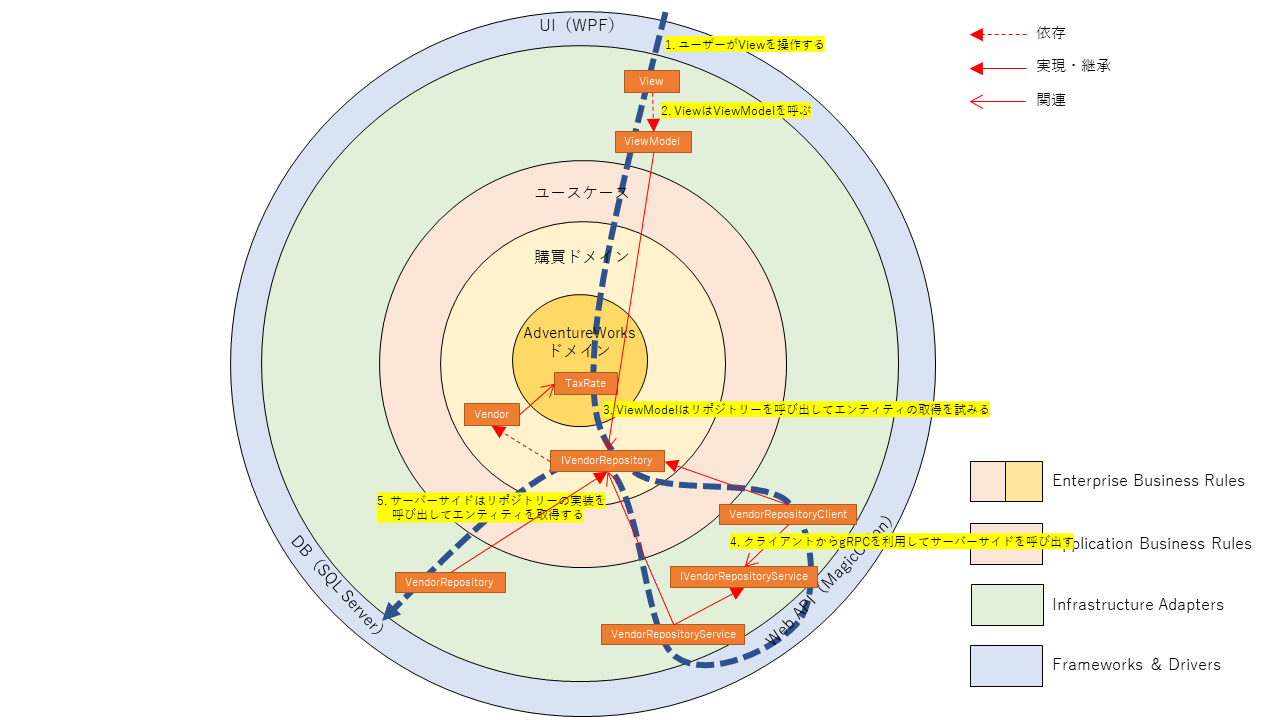 UI（WPF）
1. ユーザーがViewを操作する
View
2. ViewはViewModelを呼ぶ
ViewModel
ユースケース
購買ドメイン
AdventureWorks
ドメイン
TaxRate
Vendor
3. ViewModelはリポジトリーを呼び出してエンティティの取得を試みる
IVendorRepository
5. サーバーサイドはリポジトリーの実装を
呼び出してエンティティを取得する
VendorRepositoryClient
4. クライアントからgRPCを利用してサーバーサイドを呼び出す
IVendorRepositoryService
VendorRepository
VendorRepositoryService
DB（SQL Server）
Web API（MagicOnion）
依存
実現・継承
関連
Enterprise Business Rules
Application Business Rules
Infrastructure Adapters
Frameworks & Drivers